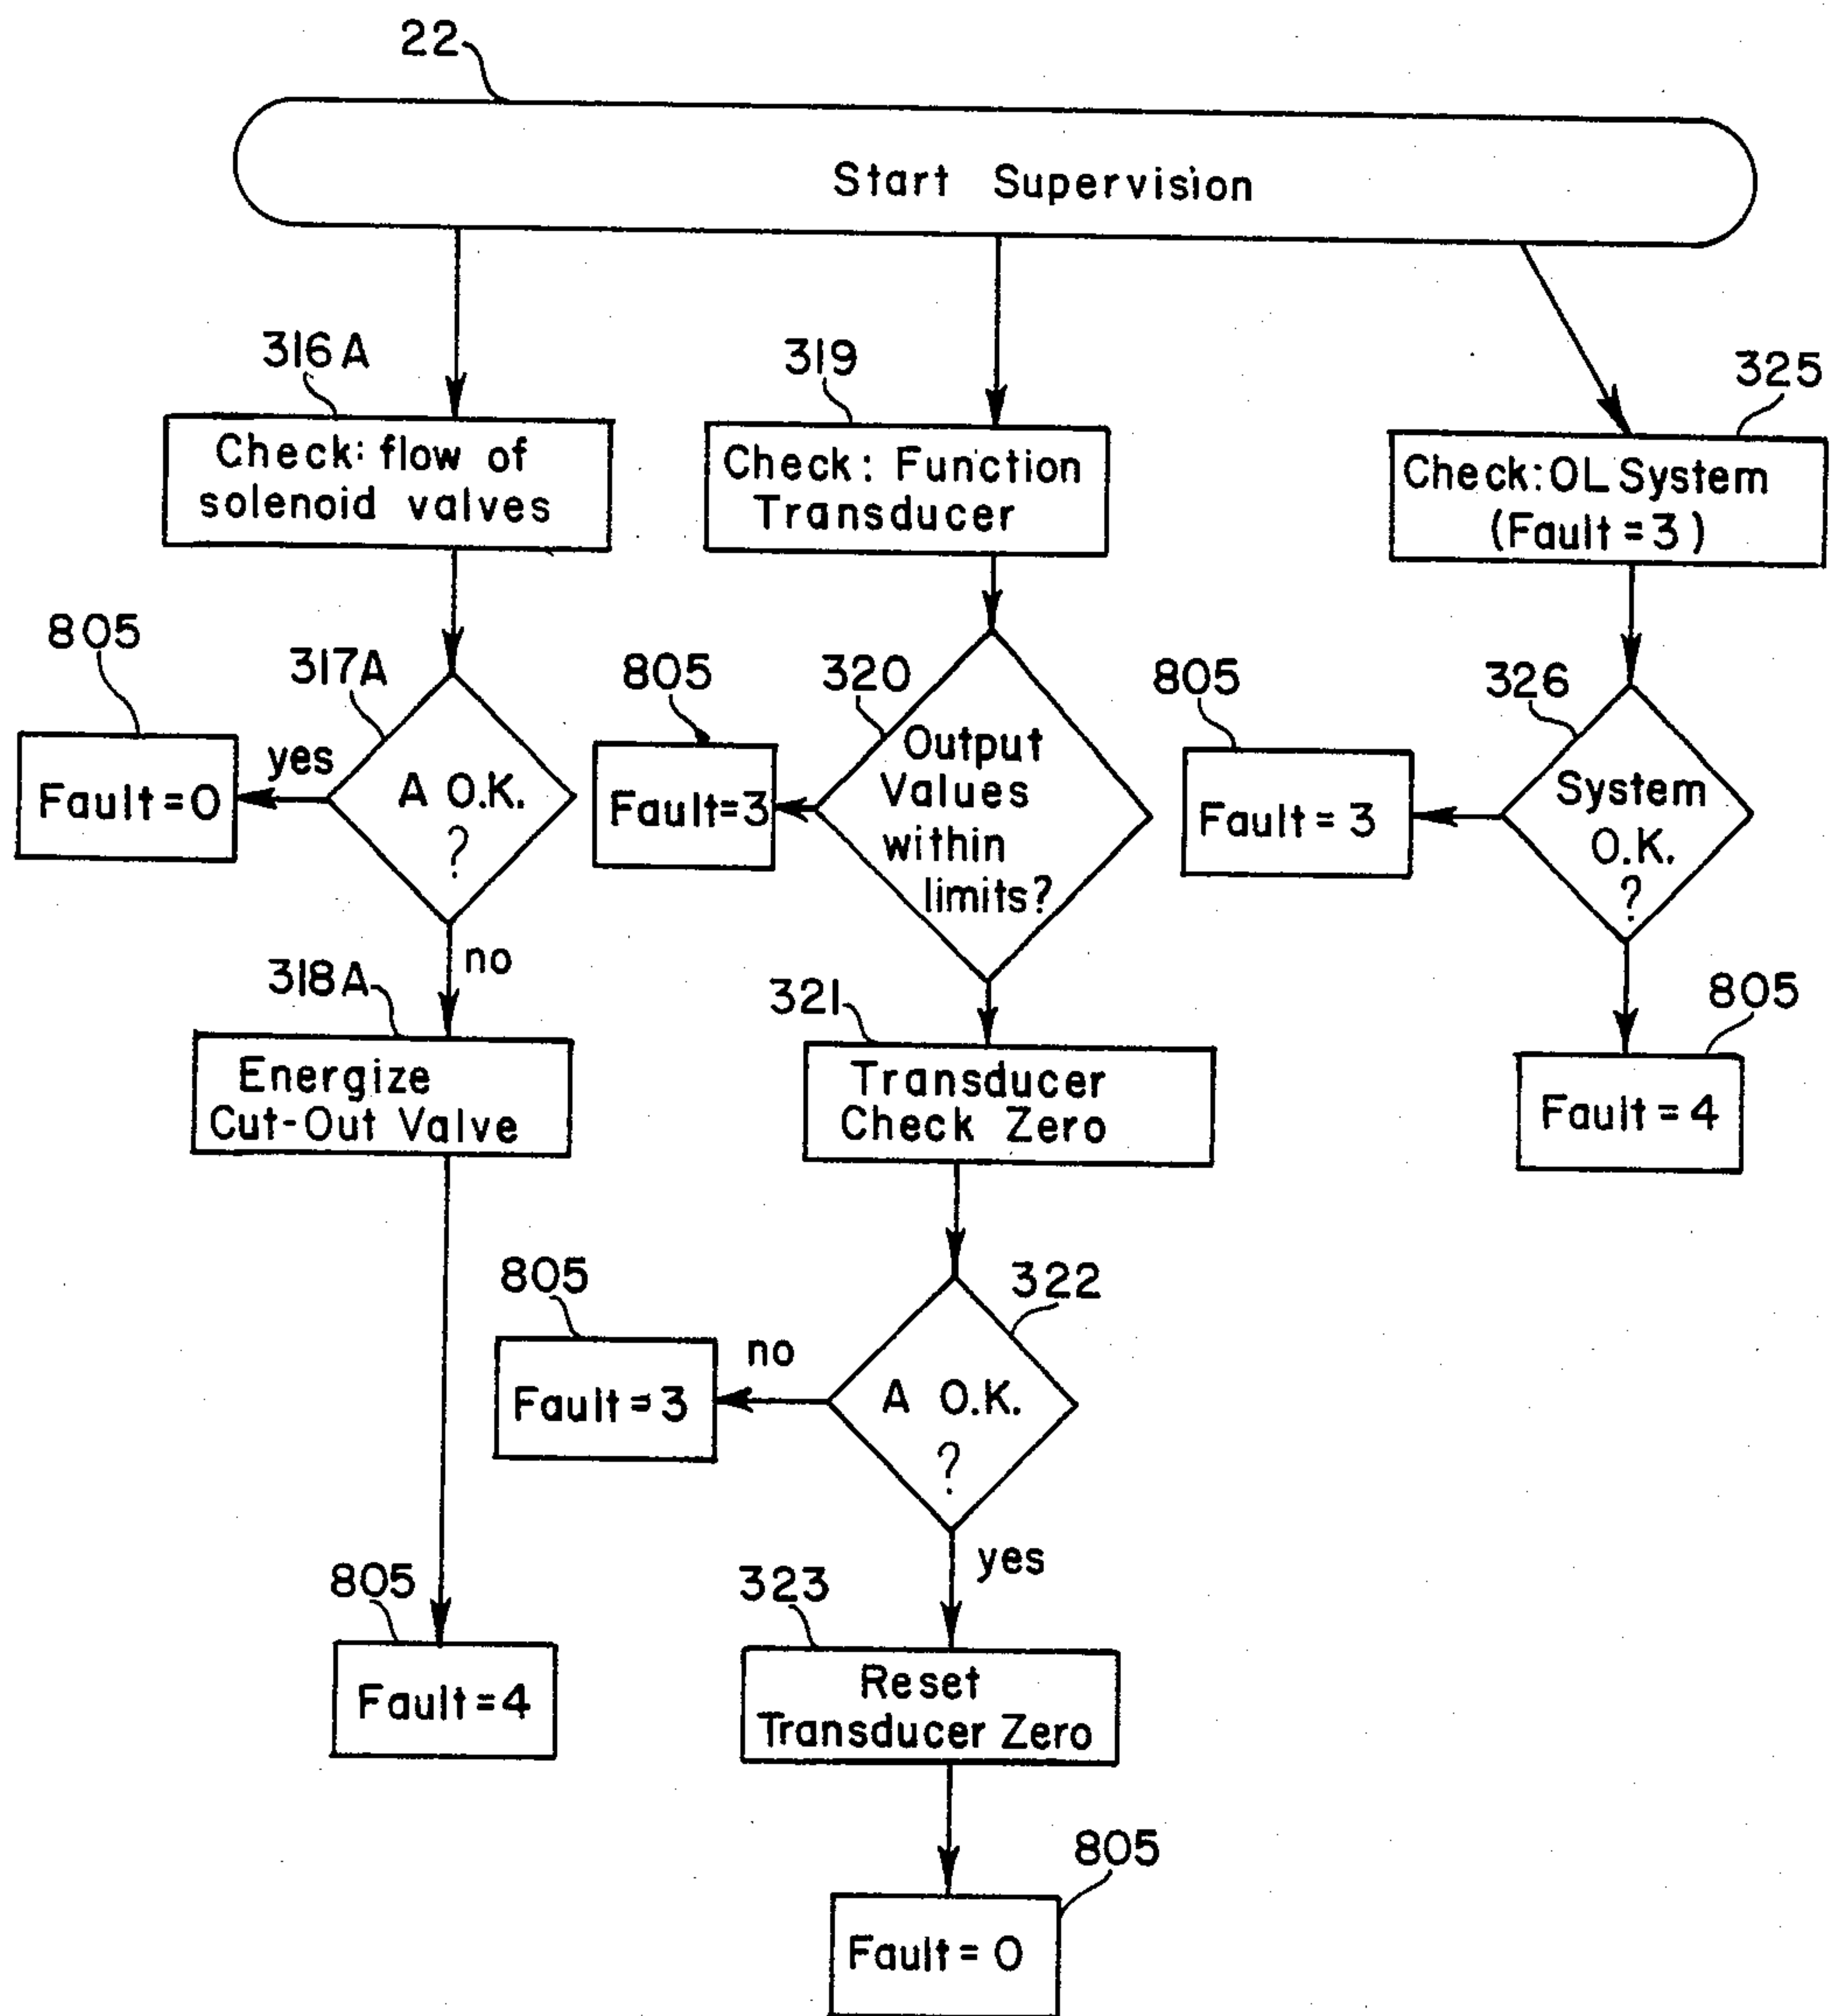 22
Start Supervision
316A
Check: flow of
solenoid valves
319
Check: Function
Transducer
325
Check: OL System
(Fault = 3)
805
Fault = 0
yes
317A
A O.K.
?
no
805
Fault=3
320
Output
Values
within
limits?
805
Fault = 3
326
System
O.K.
?
318A
Energize
Cut-Out Valve
321
Transducer
Check Zero
805
Fault = 4
805
Fault = 3
no
322
A O.K.
?
yes
805
Fault = 4
323
Reset
Transducer Zero
805
Fault = 0